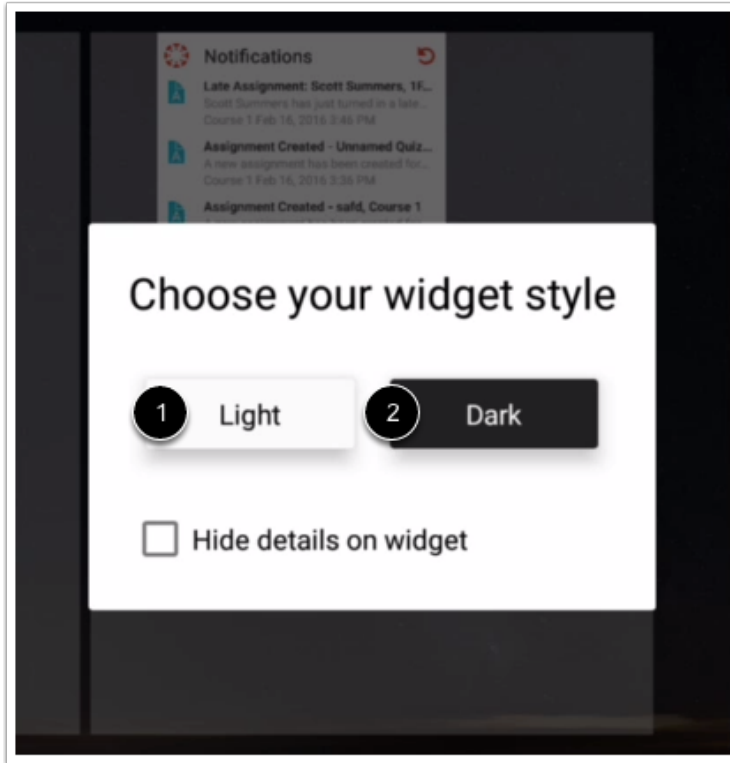 Notifications
Late Assignment: Scott Summers, 1F...
Scott Summers has just turned in a late...
Course 1 Feb 16, 2016 3:46 PM
Assignment Created - Unnamed Quiz...
A new assignment has been created for...
Course 1 Feb 16, 2016 3:36 PM
Assignment Created - safd, Course 1
Choose your widget style
1 Light 2 Dark
Hide details on widget